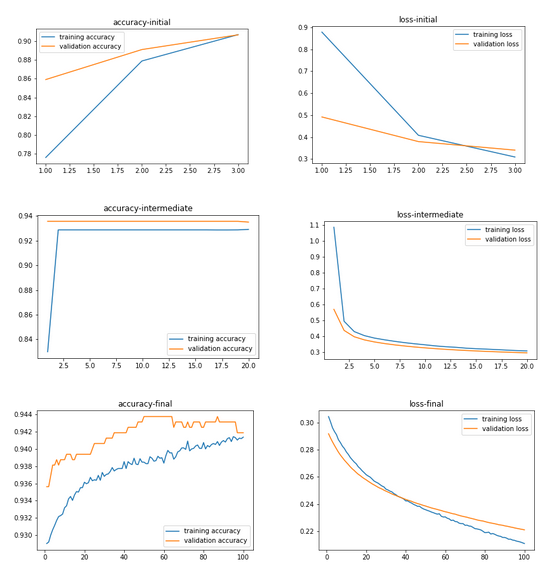 accuracy-initial
training accuracy
validation accuracy
0.90
0.88
0.86
0.84
0.82
0.80
0.78
1.00 1.25 1.50 1.75 2.00 2.25 2.50 2.75 3.00
loss-initial
training loss
validation loss
0.9
0.8
0.7
0.6
0.5
0.4
0.3
1.00 1.25 1.50 1.75 2.00 2.25 2.50 2.75 3.00
accuracy-intermediate
0.94
0.92
0.90
0.88
0.86
0.84
training accuracy
validation accuracy
2.5 5.0 7.5 10.0 12.5 15.0 17.5 20.0
loss-intermediate
training loss
validation loss
1.1
1.0
0.9
0.8
0.7
0.6
0.5
0.4
0.3
2.5 5.0 7.5 10.0 12.5 15.0 17.5 20.0
accuracy-final
0.944
0.942
0.940
0.938
0.936
0.934
0.932
0.930
training accuracy
validation accuracy
0 20 40 60 80 100
loss-final
training loss
validation loss
0.30
0.28
0.26
0.24
0.22
0 20 40 60 80 100